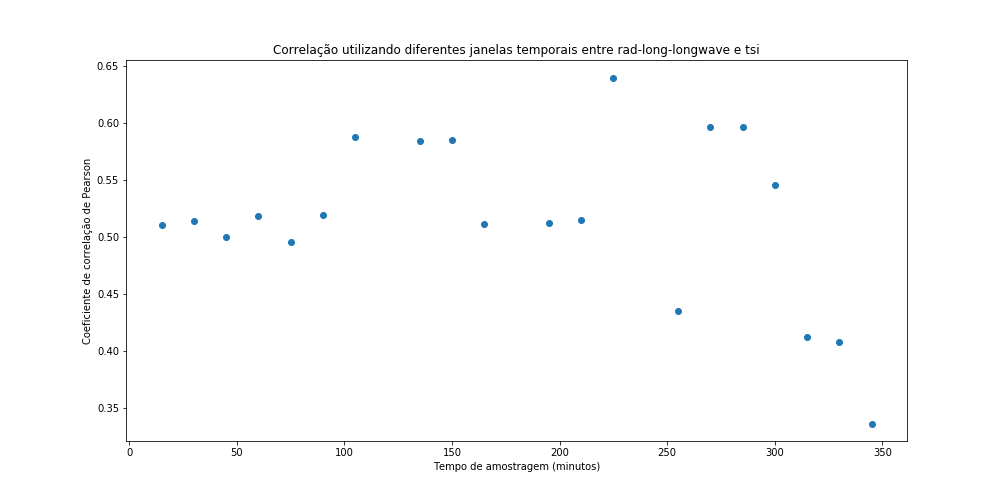 Correlação utilizando diferentes janelas temporais entre rad-long-longwave e tsi
0.65
0.60
0.55
0.50
0.45
0.40
0.35
Coeficiente de correlação de Pearson
0 50 100 150 200 250 300 350
Tempo de amostragem (minutos)